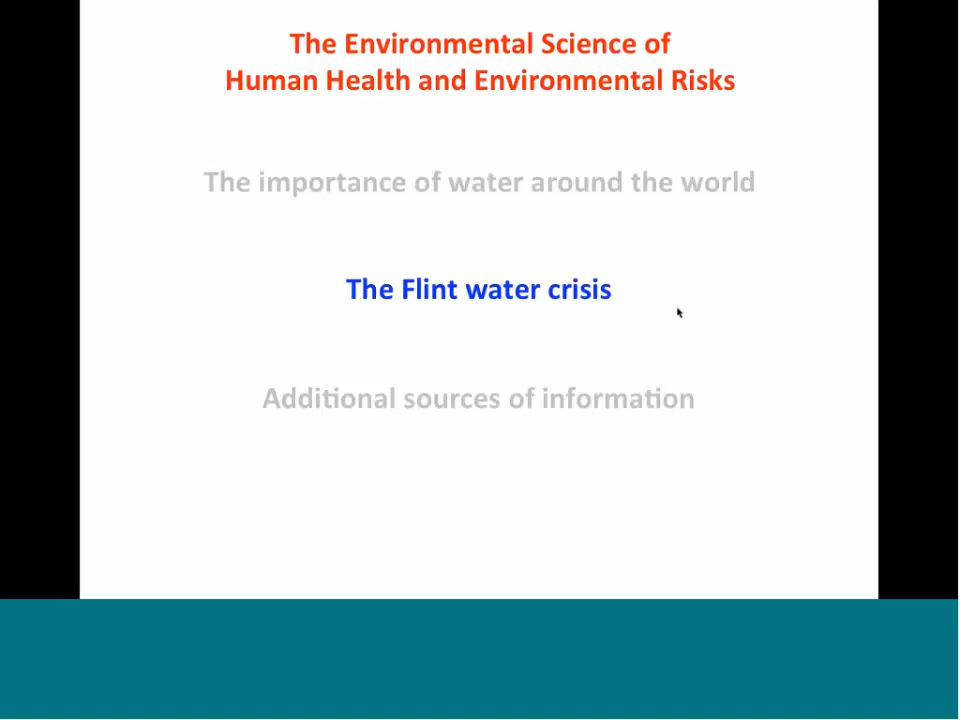 The Environmental Science of
Human Health and Environmental Risks
The importance of water around the world
The Flint water crisis
Additional sources of information